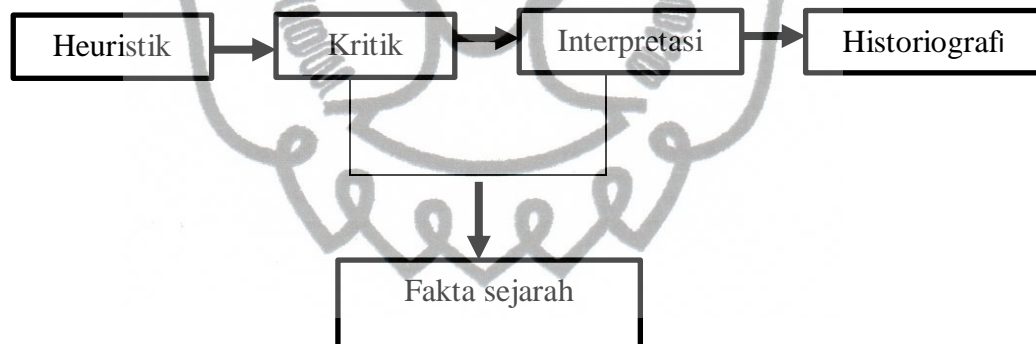 Heuristik
Kritik
Interpretasi
Historiografi
Fakta sejarah